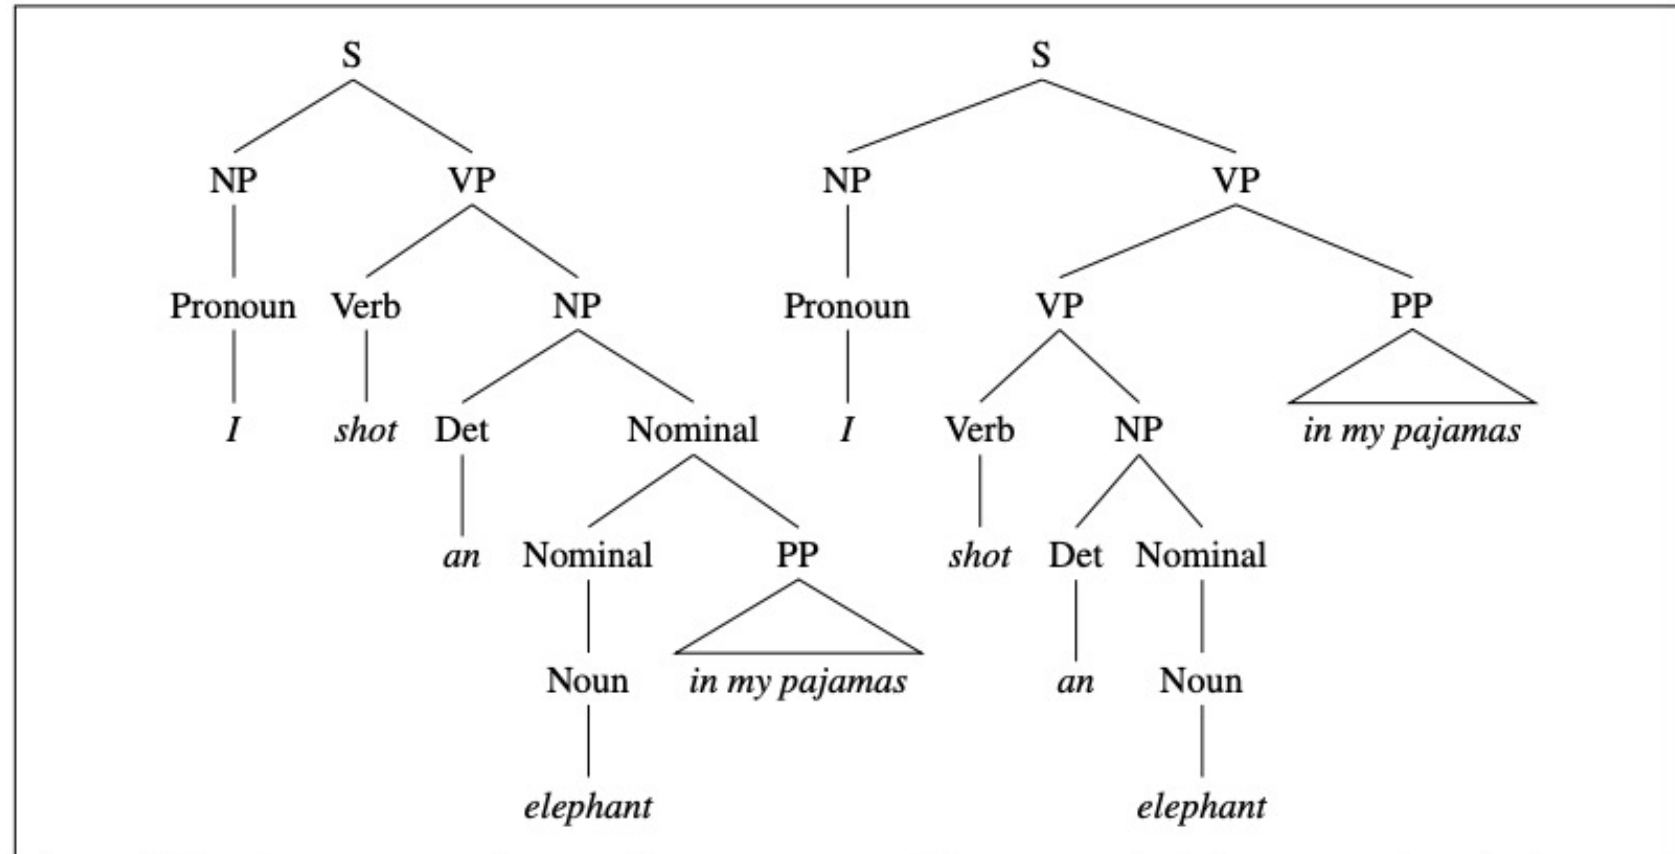 S S
NP VP NP VP
Pronoun Verb NP Pronoun VP PP
I shot Det Nominal I Verb NP in my pajamas
an Nominal PP shot Det Nominal
Noun in my pajamas an Noun
elephant elephant